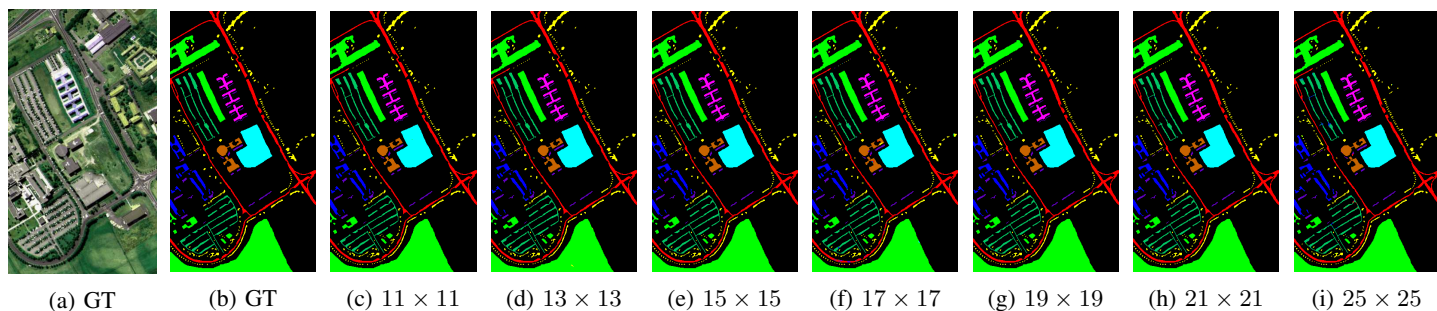 (a) GT (b) GT (c) 11 × 11 (d) 13 × 13 (e) 15 × 15 (f) 17 × 17 (g) 19 × 19 (h) 21 × 21 (i) 25 × 25